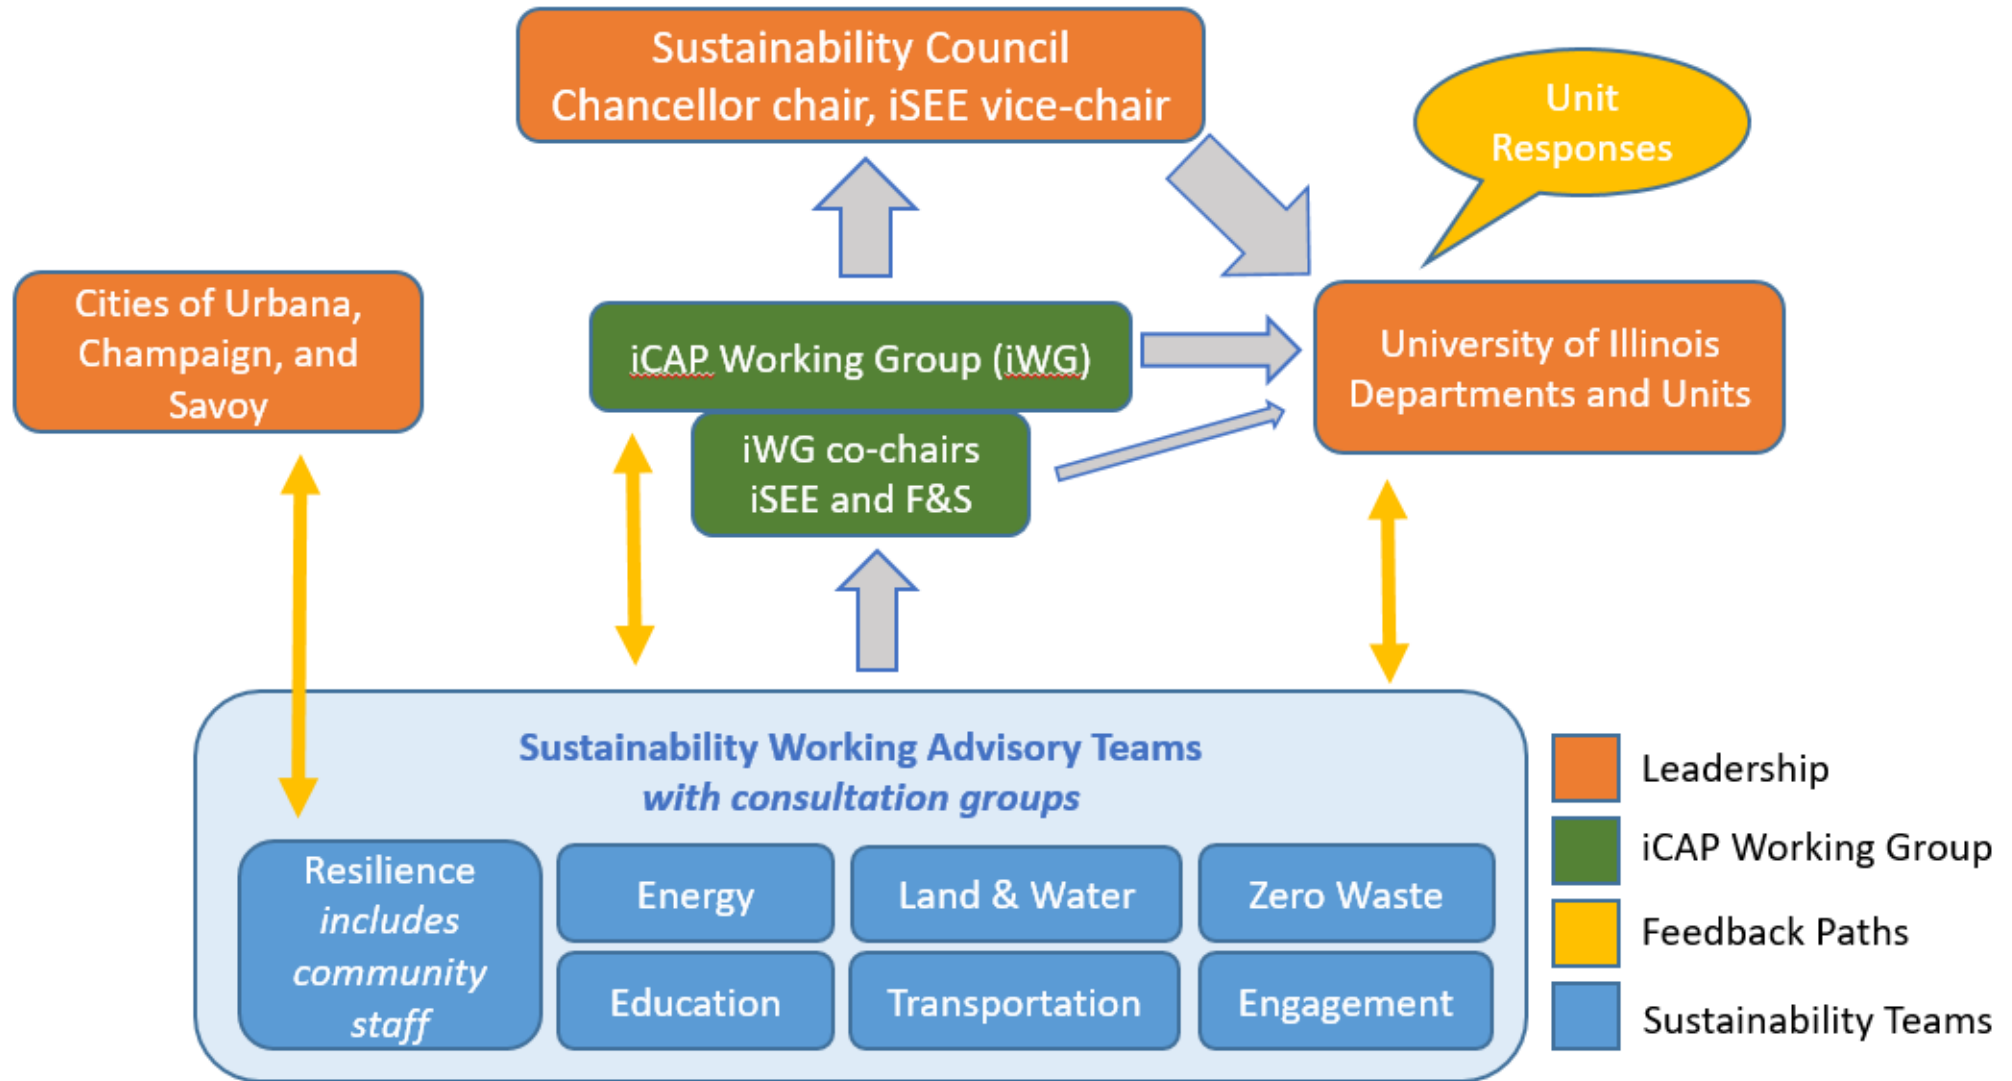 Sustainability Council
Chancellor chair, iSEE vice-chair
Unit
Responses
Cities of Urbana,
Champaign, and
Savoy
iCAP Working Group (iWG)
iWG co-chairs
iSEE and F&S
University of Illinois
Departments and Units
Sustainability Working Advisory Teams
with consultation groups
Resilience
includes
community
staff
Energy
Land & Water
Zero Waste
Education
Transportation
Engagement
Leadership
iCAP Working Group
Feedback Paths
Sustainability Teams